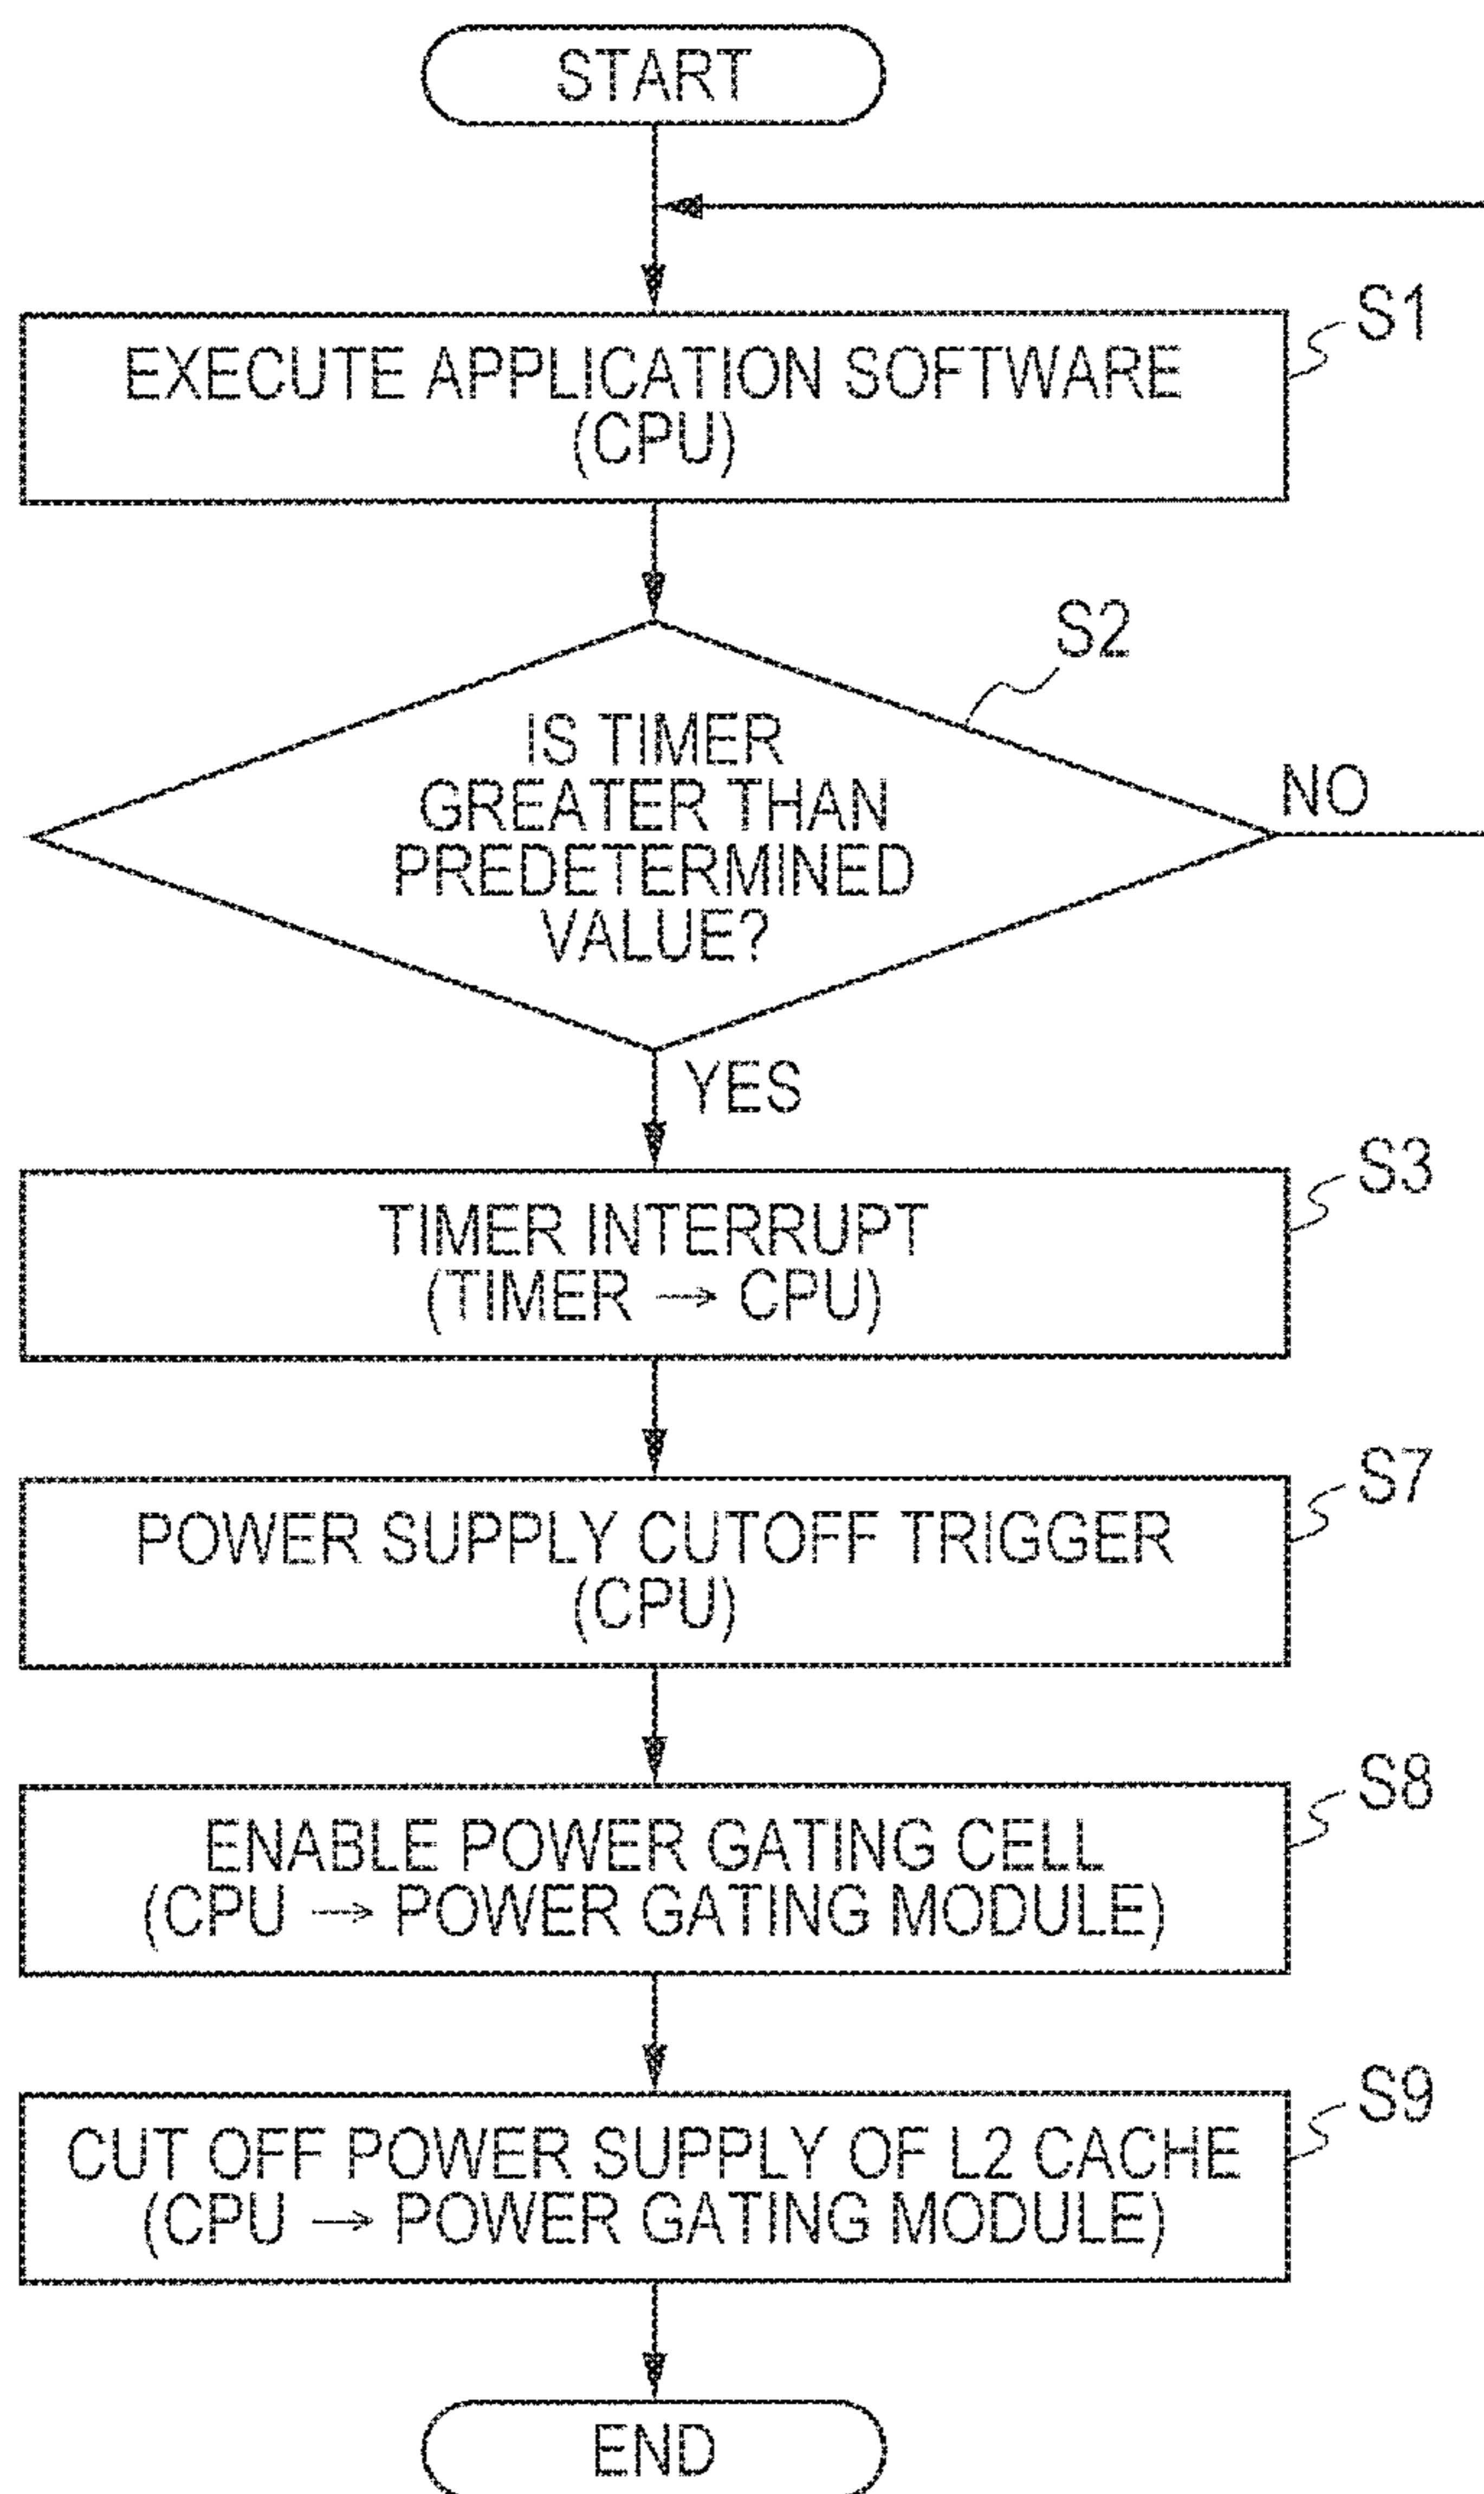 START
S1
EXECUTE APPLICATION SOFTWARE
(CPU)
S2
IS TIMER
GREATER THAN
PREDETERMINED
VALUE?
NO
YES
S3
TIMER INTERRUPT
(TIMER → CPU)
S7
POWER SUPPLY CUTOFF TRIGGER
(CPU)
S8
ENABLE POWER GATING CELL
(CPU → POWER GATING MODULE)
S9
CUT OFF POWER SUPPLY OF L2 CACHE
(CPU → POWER GATING MODULE)
END